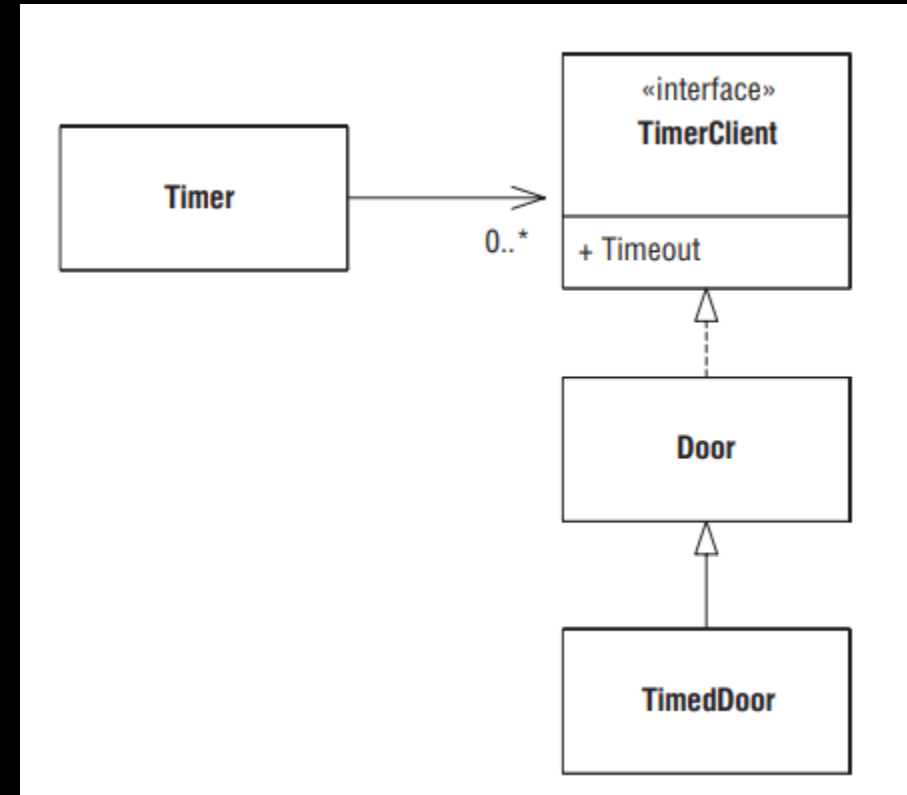 «interface»
TimerClient
Timer
0..*
+ Timeout
Door
TimedDoor